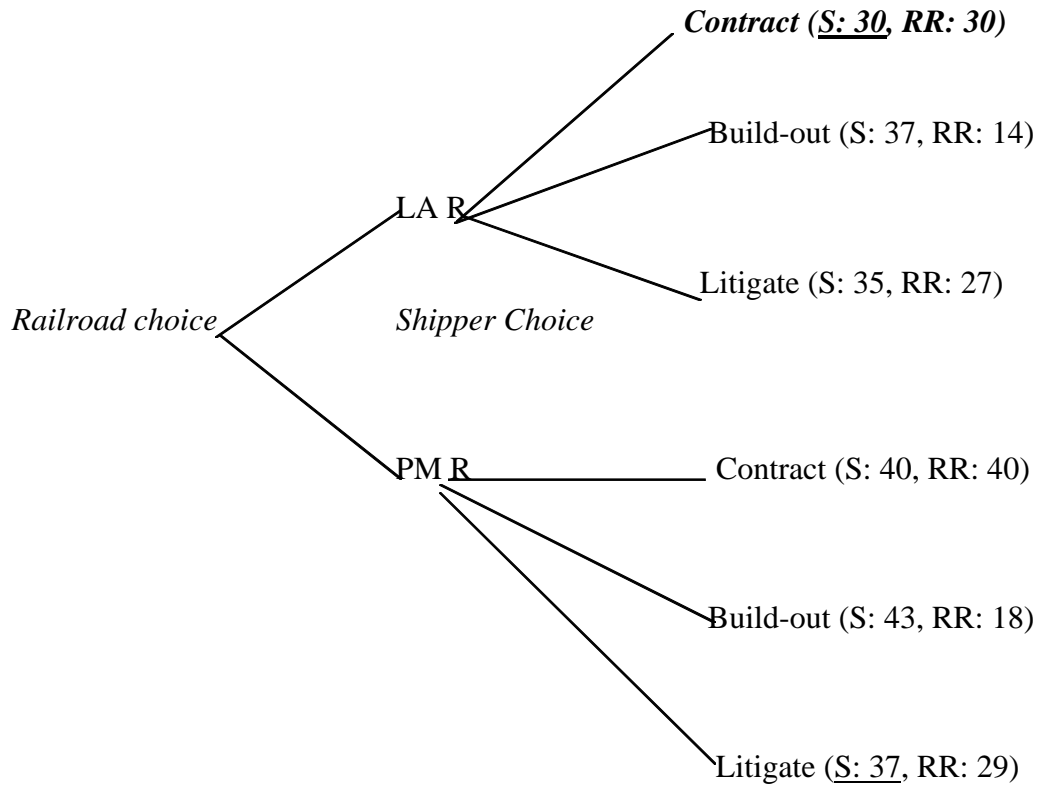 Contract (S: 30, RR: 30)
Build-out (S: 37, RR: 14)
LA R
Litigate (S: 35, RR: 27)
Railroad choice
Shipper Choice
PM R
Contract (S: 40, RR: 40)
Build-out (S: 43, RR: 18)
Litigate (S: 37, RR: 29)